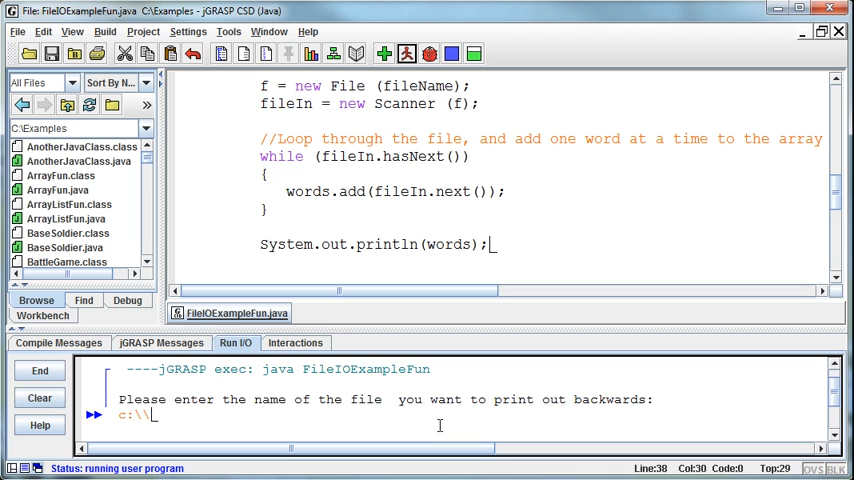 File: FileIOExampleFun.java  C:\Examples - jGRASP CSD (Java)
File Edit View Build Project Settings Tools Window Help
All Files Sort By N...
C:\Examples
AnotherJavaClass.class
AnotherJavaClass.java
ArrayFun.class
ArrayFun.java
ArrayListFun.class
ArrayListFun.java
BaseSoldier.class
BaseSoldier.java
BattleGame.class
Browse Find Debug
Workbench
f = new File (fileName);
fileIn = new Scanner (f);
//Loop through the file, and add one word at a time to the array
while (fileIn.hasNext())
{
words.add(fileIn.next());
}
System.out.println(words);
FileIOExampleFun.java
Compile Messages jGRASP Messages Run I/O Interactions
End
Clear
Help
----jGRASP exec: java FileIOExampleFun
Please enter the name of the file  you want to print out backwards:
c:\\
Status: running user program Line:38 Col:30 Code:0 Top:29 OVS BLK